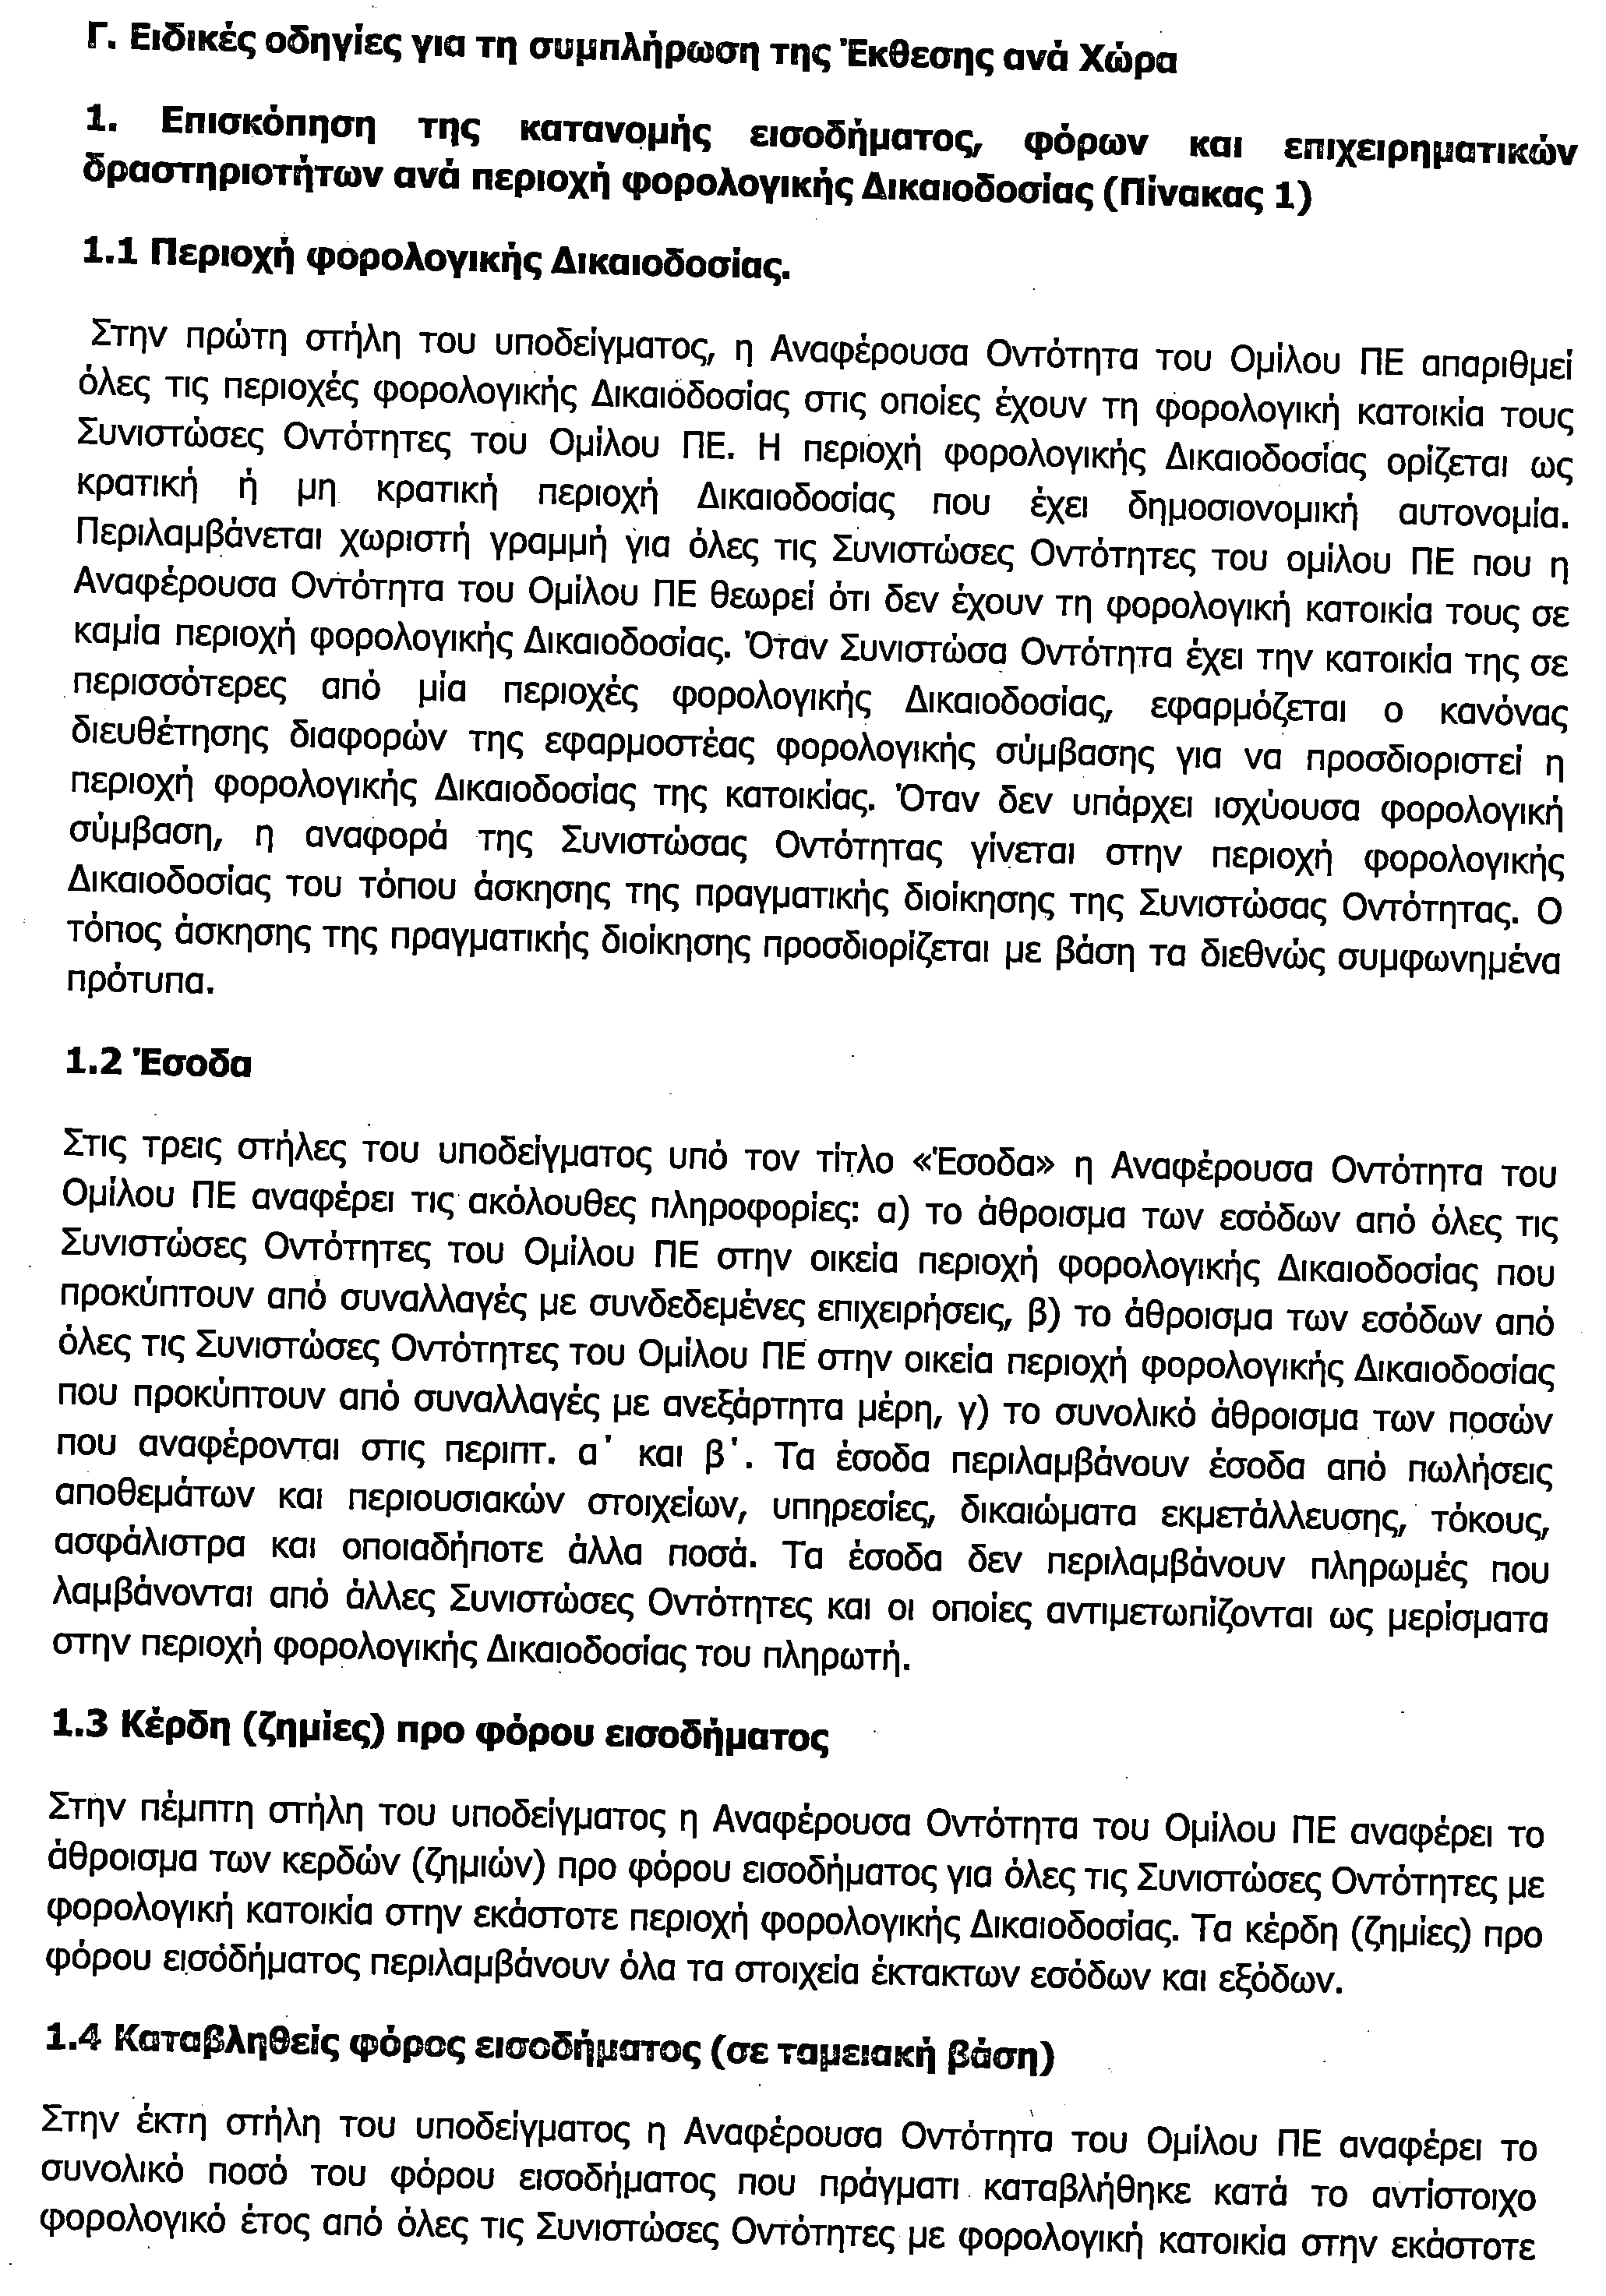 Γ. Ειδικές οδηγίες για τη συμπλήρωση της Έκθεσης ανά Χώρα
1. Επισκόπηση της κατανομής εισοδήματος, φόρων και επιχειρηματικών
δραστηριοτήτων ανά περιοχή φορολογικής Δικαιοδοσίας (Πίνακας 1)
1.1 Περιοχή φορολογικής Δικαιοδοσίας.
Στην πρώτη στήλη του υποδείγματος, η Αναφέρουσα Οντότητα του Ομίλου ΠΕ απαριθμεί
όλες τις περιοχές φορολογικής Δικαιοδοσίας στις οποίες έχουν τη φορολογική κατοικία τους
Συνιστώσες Οντότητες του Ομίλου ΠΕ. Η περιοχή φορολογικής Δικαιοδοσίας ορίζεται ως
κρατική ή μη κρατική περιοχή Δικαιοδοσίας που έχει δημοσιονομική αυτονομία.
Περιλαμβάνεται χωριστή γραμμή για όλες τις Συνιστώσες Οντότητες του ομίλου ΠΕ που η
Αναφέρουσα Οντότητα του Ομίλου ΠΕ θεωρεί ότι δεν έχουν τη φορολογική κατοικία τους σε
καμία περιοχή φορολογικής Δικαιοδοσίας. Όταν Συνιστώσα Οντότητα έχει την κατοικία της σε
περισσότερες από μία περιοχές φορολογικής Δικαιοδοσίας, εφαρμόζεται ο κανόνας
διευθέτησης διαφορών της εφαρμοστέας φορολογικής σύμβασης για να προσδιοριστεί η
περιοχή φορολογικής Δικαιοδοσίας της κατοικίας. Όταν δεν υπάρχει ισχύουσα φορολογική
σύμβαση, η αναφορά της Συνιστώσας Οντότητας γίνεται στην περιοχή φορολογικής
Δικαιοδοσίας του τόπου άσκησης της πραγματικής διοίκησης της Συνιστώσας Οντότητας. Ο
τόπος άσκησης της πραγματικής διοίκησης προσδιορίζεται με βάση τα διεθνώς συμφωνημένα
πρότυπα.
1.2 Έσοδα
Στις τρεις στήλες του υποδείγματος υπό τον τίτλο «Έσοδα» η Αναφέρουσα Οντότητα του
Ομίλου ΠΕ αναφέρει τις ακόλουθες πληροφορίες: α) το άθροισμα των εσόδων από όλες τις
Συνιστώσες Οντότητες του Ομίλου ΠΕ στην οικεία περιοχή φορολογικής Δικαιοδοσίας που
προκύπτουν από συναλλαγές με συνδεδεμένες επιχειρήσεις, β) το άθροισμα των εσόδων από
όλες τις Συνιστώσες Οντότητες του Ομίλου ΠΕ στην οικεία περιοχή φορολογικής Δικαιοδοσίας
που προκύπτουν από συναλλαγές με ανεξάρτητα μέρη, γ) το συνολικό άθροισμα των ποσών
που αναφέρονται στις περιπτ. α΄ και β΄. Τα έσοδα περιλαμβάνουν έσοδα από πωλήσεις
αποθεμάτων και περιουσιακών στοιχείων, υπηρεσίες, δικαιώματα εκμετάλλευσης, τόκους,
ασφάλιστρα και οποιαδήποτε άλλα ποσά. Τα έσοδα δεν περιλαμβάνουν πληρωμές που
λαμβάνονται από άλλες Συνιστώσες Οντότητες και οι οποίες αντιμετωπίζονται ως μερίσματα
στην περιοχή φορολογικής Δικαιοδοσίας του πληρωτή.
1.3 Κέρδη (ζημίες) προ φόρου εισοδήματος
Στην πέμπτη στήλη του υποδείγματος η Αναφέρουσα Οντότητα του Ομίλου ΠΕ αναφέρει το
άθροισμα των κερδών (ζημιών) προ φόρου εισοδήματος για όλες τις Συνιστώσες Οντότητες με
φορολογική κατοικία στην εκάστοτε περιοχή φορολογικής Δικαιοδοσίας. Τα κέρδη (ζημίες) προ
φόρου εισοδήματος περιλαμβάνουν όλα τα στοιχεία έκτακτων εσόδων και εξόδων.
1.4 Καταβληθείς φόρος εισοδήματος (σε ταμειακή βάση)
Στην έκτη στήλη του υποδείγματος η Αναφέρουσα Οντότητα του Ομίλου ΠΕ αναφέρει το
συνολικό ποσό του φόρου εισοδήματος που πράγματι καταβλήθηκε κατά το αντίστοιχο
φορολογικό έτος από όλες τις Συνιστώσες Οντότητες με φορολογική κατοικία στην εκάστοτε